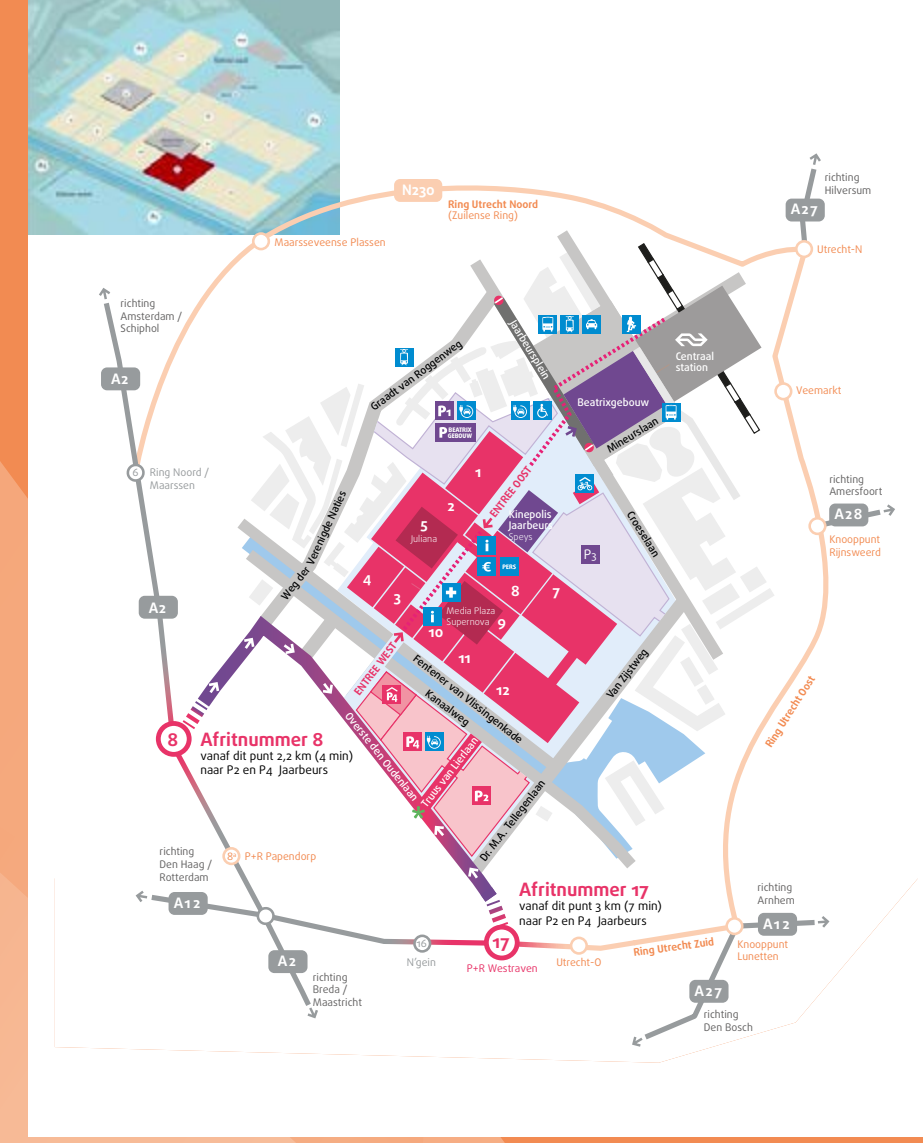 N230
Ring Utrecht Noord
(Zuilense Ring)
richting
Hilversum
A27
Maarsseveense Plassen
Utrecht-N
richting
Amsterdam /
Schiphol
Jaarbeursplein
Centraal
station
Graadt van Roggenweg
A2
Veemarkt
Beatrixgebouw
P1
P BEATRIX
GEBOUW
Mineurslaan
6
Ring Noord /
Maarssen
1
ENTREE OOST
richting
Amersfoort
A28
2
Kinepolis
Jaarbeurs
Speys
Croeselaan
5
Juliana
Weg der Verenigde Naties
Knooppunt
Rijnsweerd
i
P3
€
PERS
4
3
8
7
A2
i
Media Plaza
Supernova
9
10
ENTREE WEST
11
Fentener van Vlissingenkade
12
Van Zijstweg
Kanaalweg
P4
Ring Utrecht Oost
Overste den Oudenlaan
8
Afritnummer 8
vanaf dit punt 2,2 km (4 min)
naar P2 en P4 Jaarbeurs
P4
Truus van Lierlaan
P2
Dr. M.A. Tellegenlaan
P+R Papendorp
richting
Den Haag /
Rotterdam
A12
Afritnummer 17
vanaf dit punt 3 km (7 min)
naar P2 en P4 Jaarbeurs
richting
Arnhem
A12
16
17
N'gein
P+R Westraven
Utrecht-O
Ring Utrecht Zuid
Knooppunt
Lunetten
A2
richting
Breda /
Maastricht
A27
richting
Den Bosch